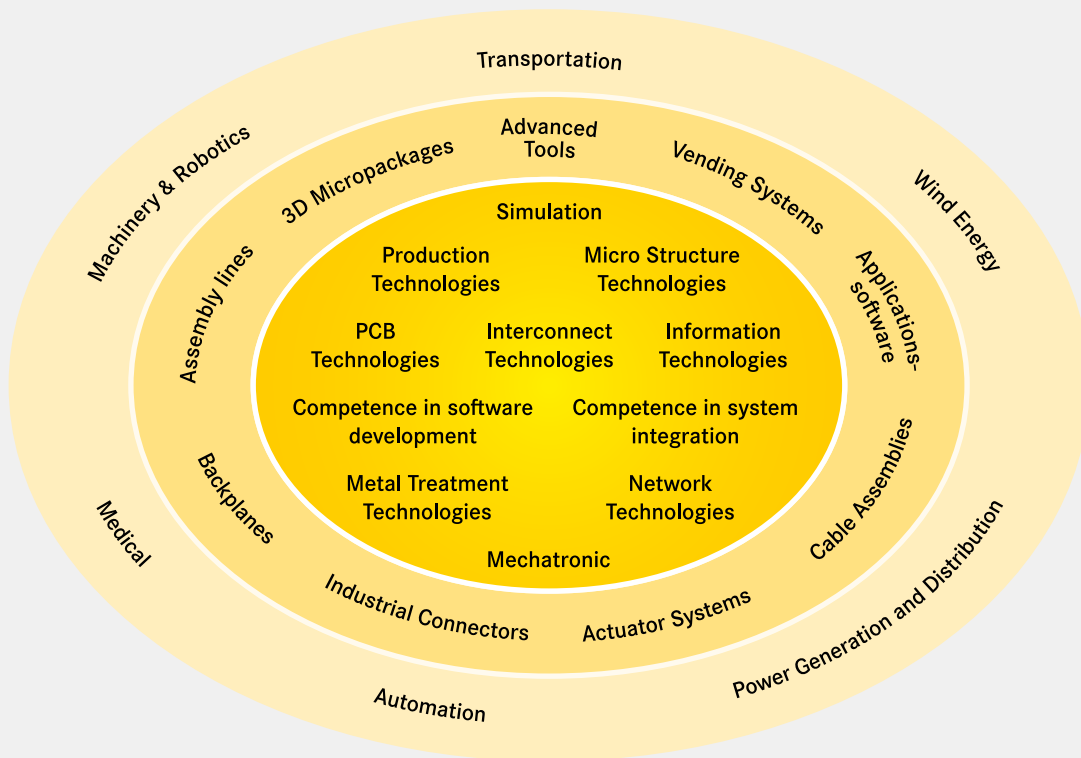 Transportation
Machinery & Robotics
Wind Energy
Advanced
Tools
3D Micropackages
Vending Systems
Assembly lines
Applications-
software
Simulation
Production
Technologies
Micro Structure
Technologies
PCB
Technologies
Interconnect
Technologies
Information
Technologies
Competence in software
development
Competence in system
integration
Metal Treatment
Technologies
Network
Technologies
Mechatronic
Backplanes
Cable Assemblies
Industrial Connectors
Actuator Systems
Medical
Power Generation and Distribution
Automation